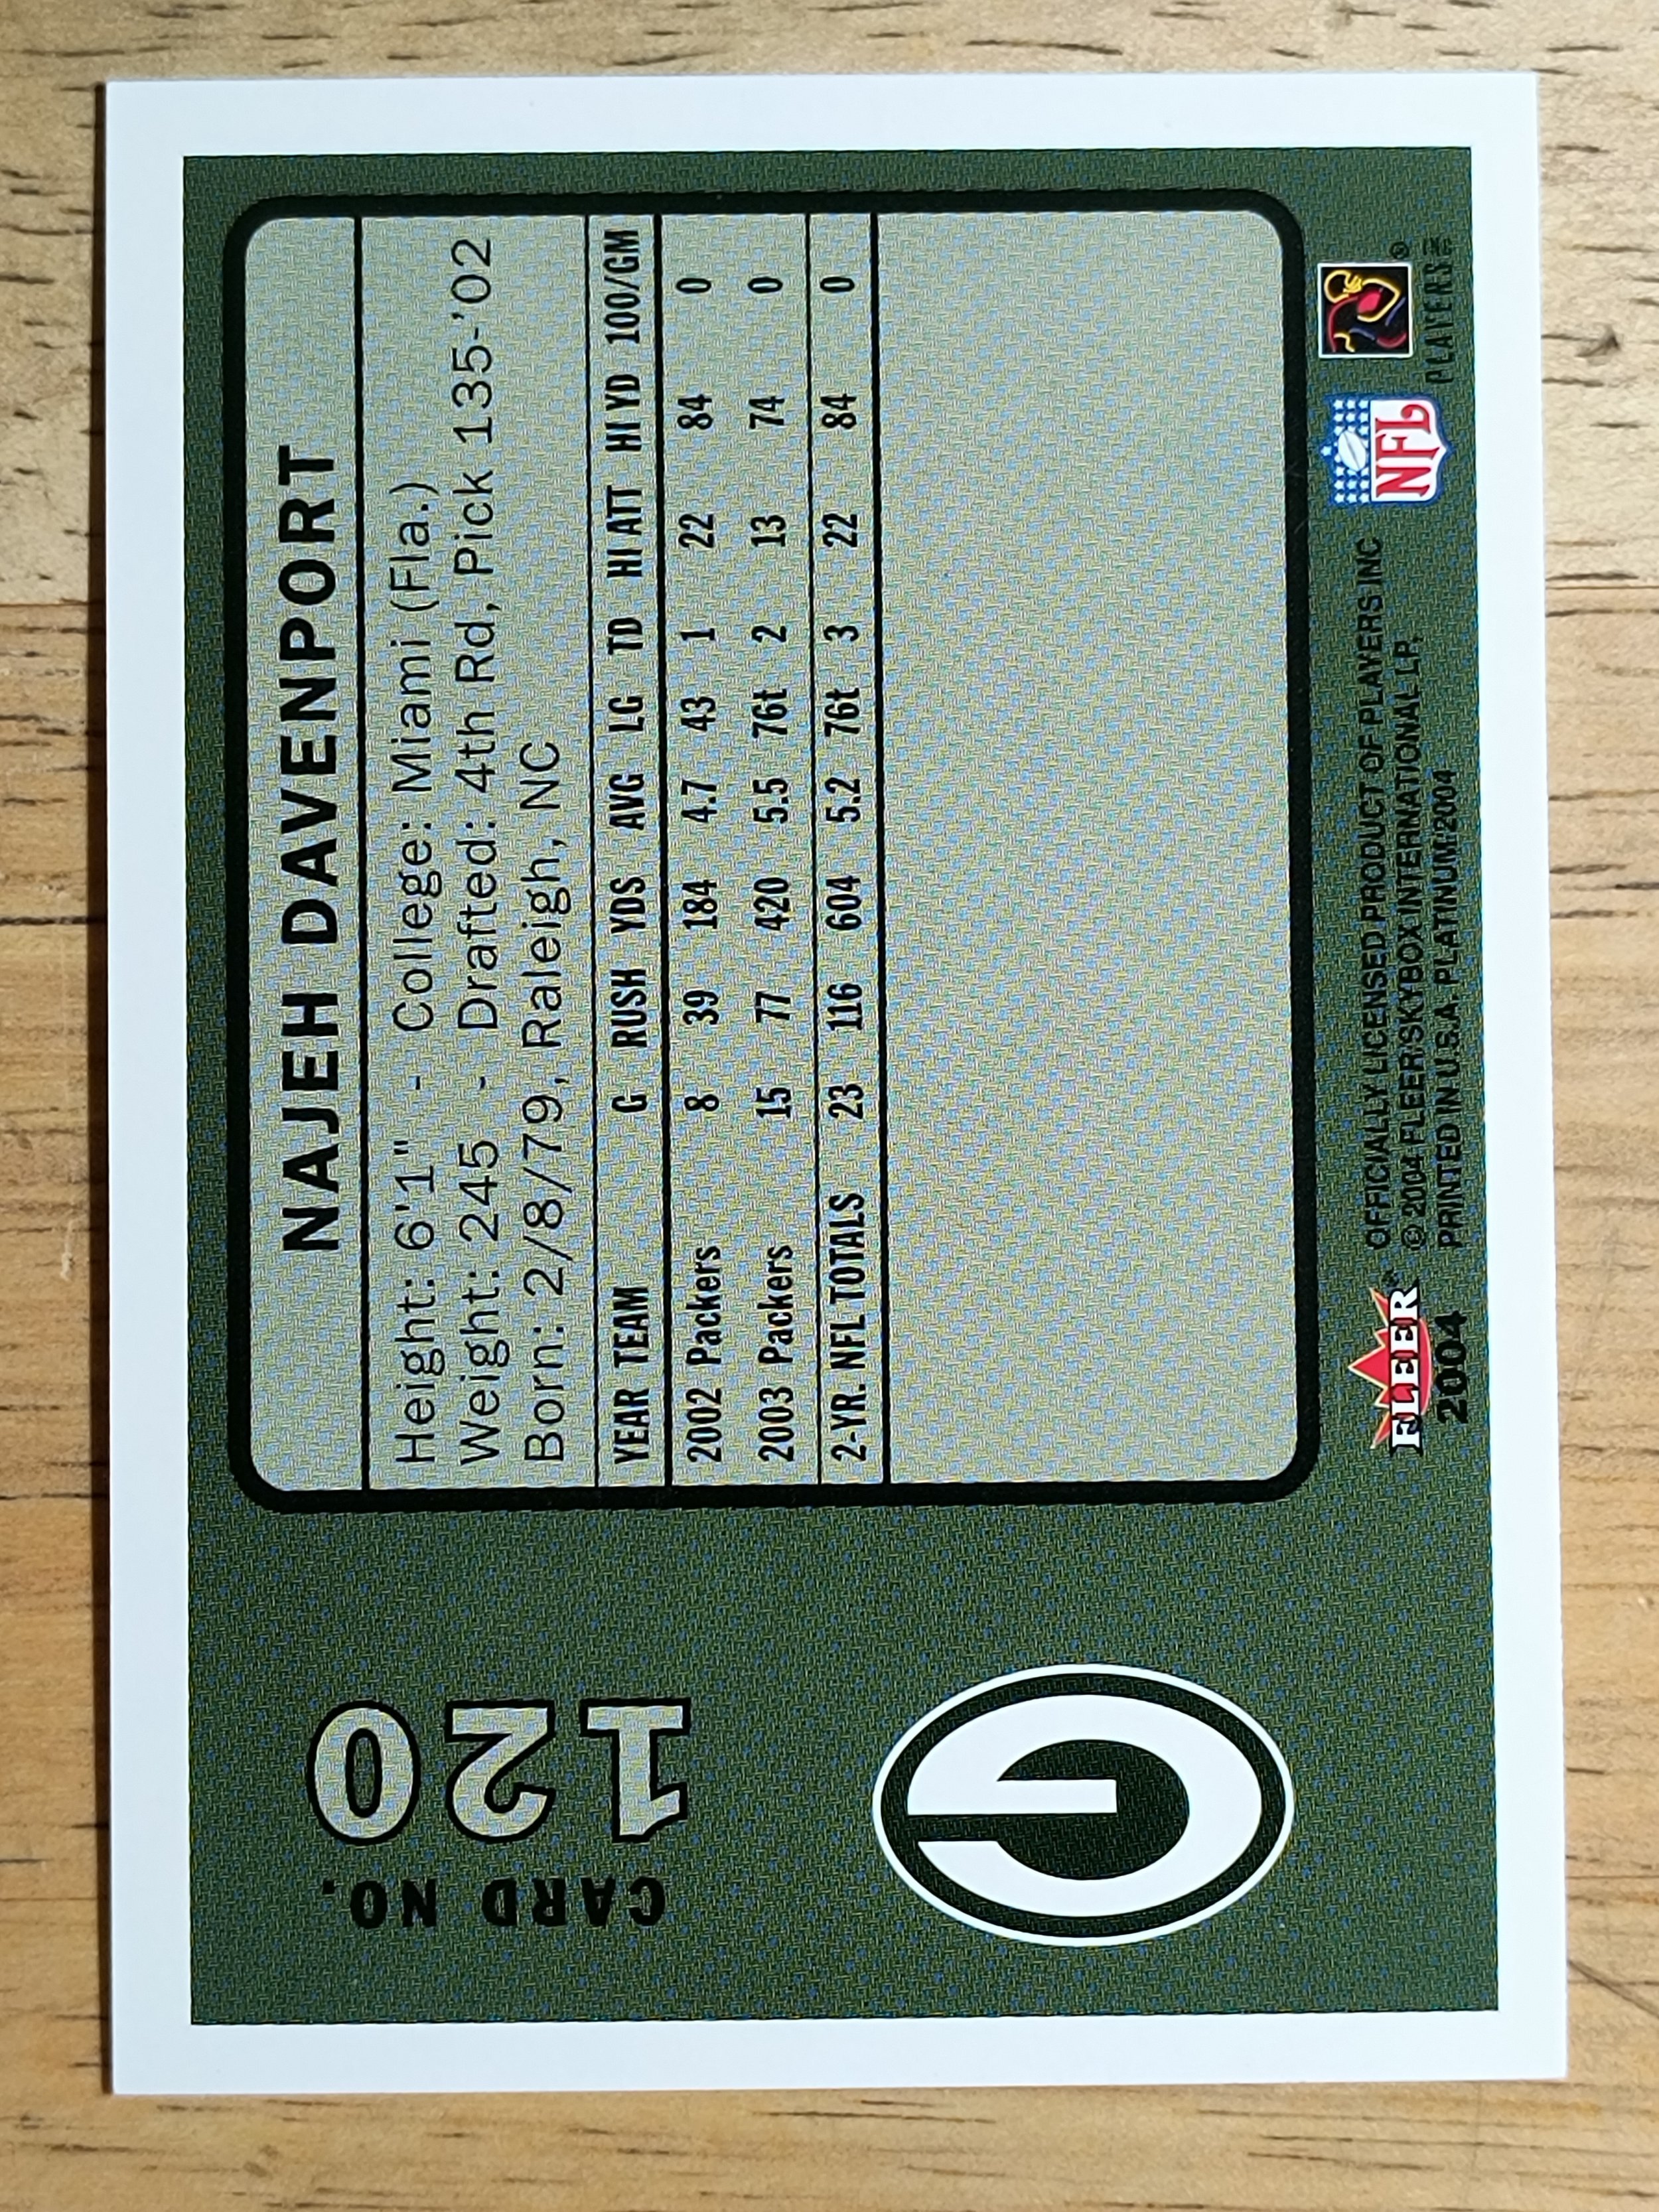 NAJEH DAVENPORT
Height: 6'1" - College: Miami (Fla.)
Weight: 245 - Drafted: 4th Rd, Pick 135-'02
Born: 2/8/79, Raleigh, NC
YEAR TEAM G RUSH YDS AVG LG TD HI ATT HI YD 100/GM
2002 Packers 8 39 184 4.7 43 1 22 84 0
2003 Packers 15 77 420 5.5 76t 2 13 74 0
2-YR. NFL TOTALS 23 116 604 5.2 76t 3 22 84 0
CARD NO.
120
G
FLEER®
2004
OFFICIALLY LICENSED PRODUCT OF PLAYERS INC
© 2004 FLEER/SKYBOX INTERNATIONAL LP,
PRINTED IN U.S.A. PLATINUM2004
NFL
®
PLAYERS INC